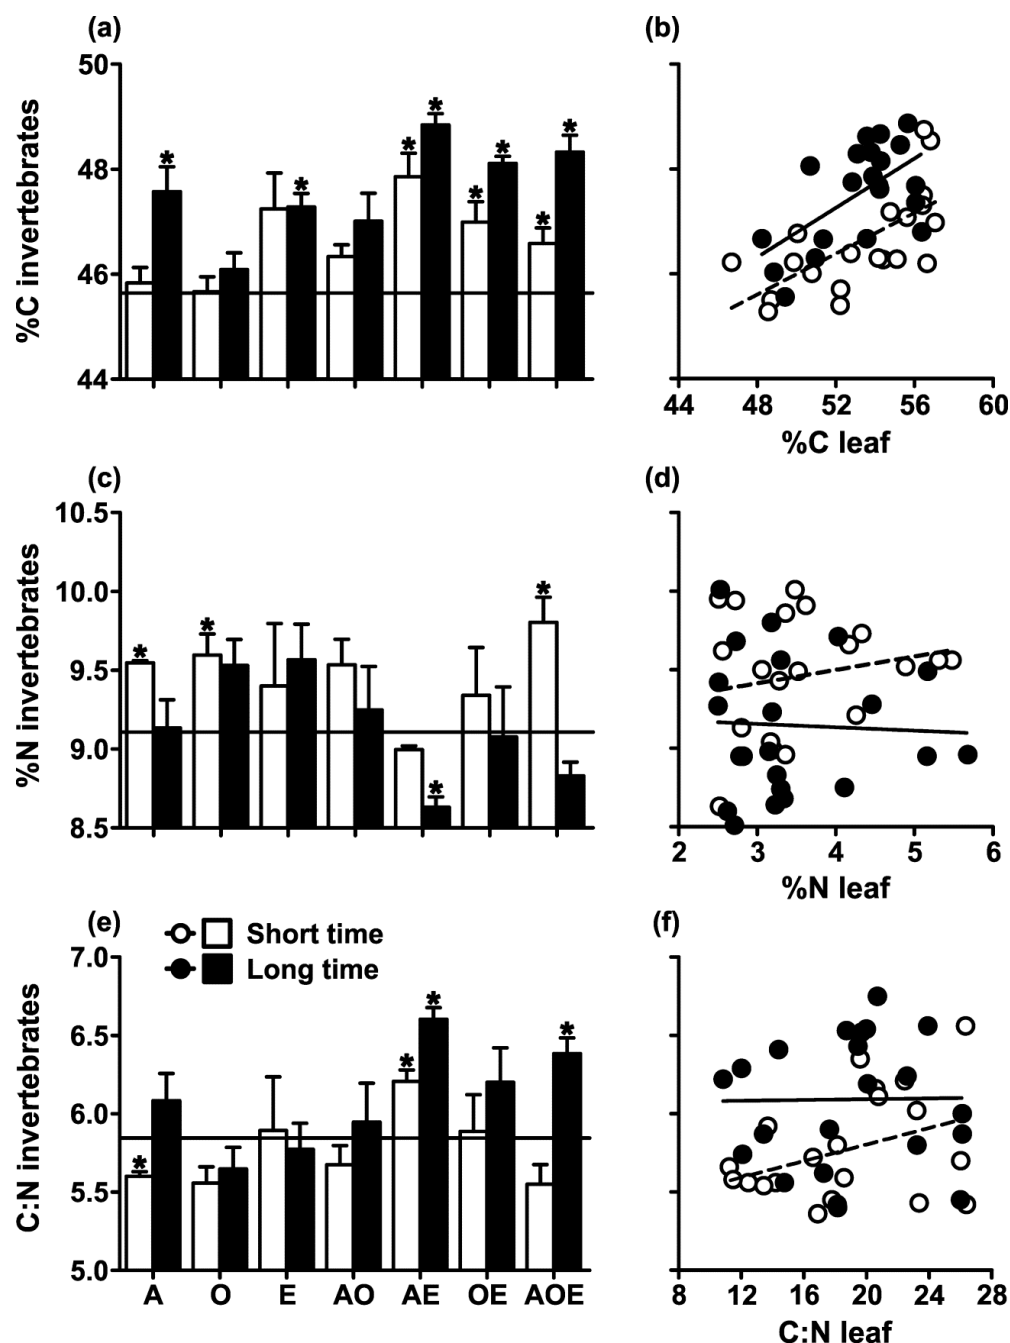 (a)
%C invertebrates
50
48
46
44
* * * * * * * *
(b)
44 48 52 56 60
%C leaf
(c)
%N invertebrates
10.5
10.0
9.5
9.0
8.5
* * * *
(d)
2 3 4 5 6
%N leaf
(e)
Short time
Long time
C:N invertebrates
7.0
6.5
6.0
5.5
5.0
* * * *
A O E AO AE OE AOE
(f)
8 12 16 20 24 28
C:N leaf